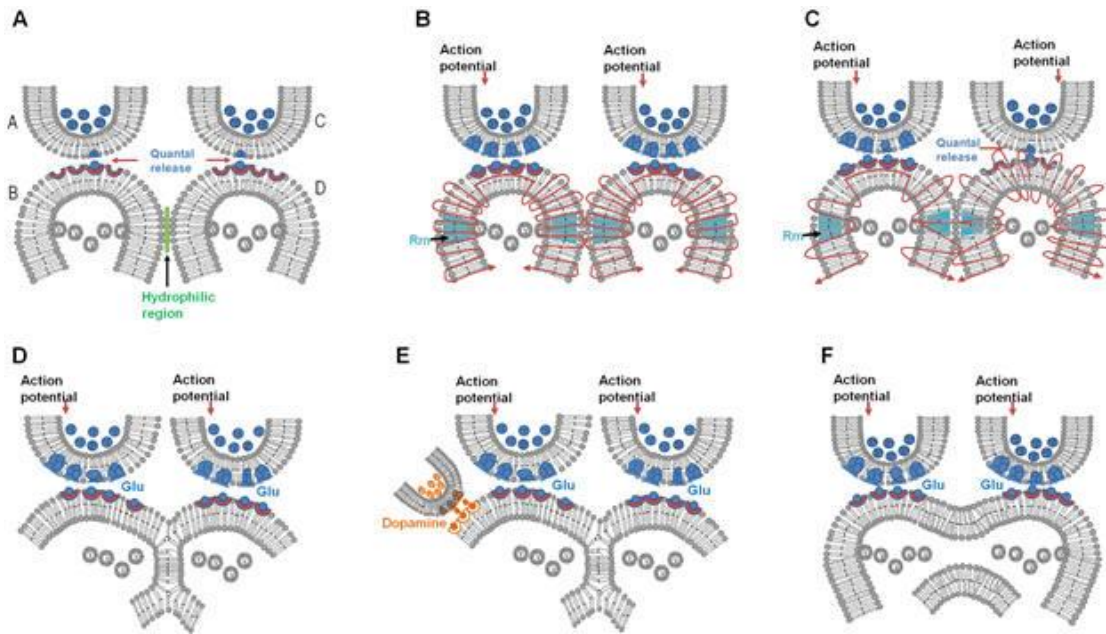 A
B
C
Action
potential
Action
potential
Action
potential
Action
potential
A
C
Quantal
release
Quantal
release
B
D
Rm
Rm
Hydrophilic
region
D
E
F
Action
potential
Action
potential
Action
potential
Action
potential
Action
potential
Action
potential
Glu
Glu
Glu
Glu
Glu
Glu
Dopamine